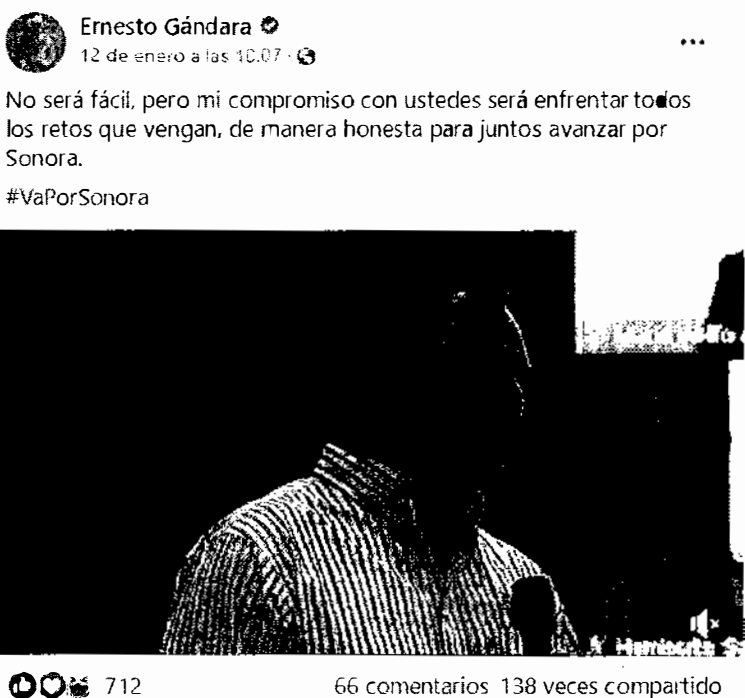 Ernesto Gándara
12 de enero a las 10:07
No será fácil, pero mi compromiso con ustedes será enfrentar todos
los retos que vengan, de manera honesta para juntos avanzar por
Sonora.
#VaPorSonora
712
66 comentarios 138 veces compartido